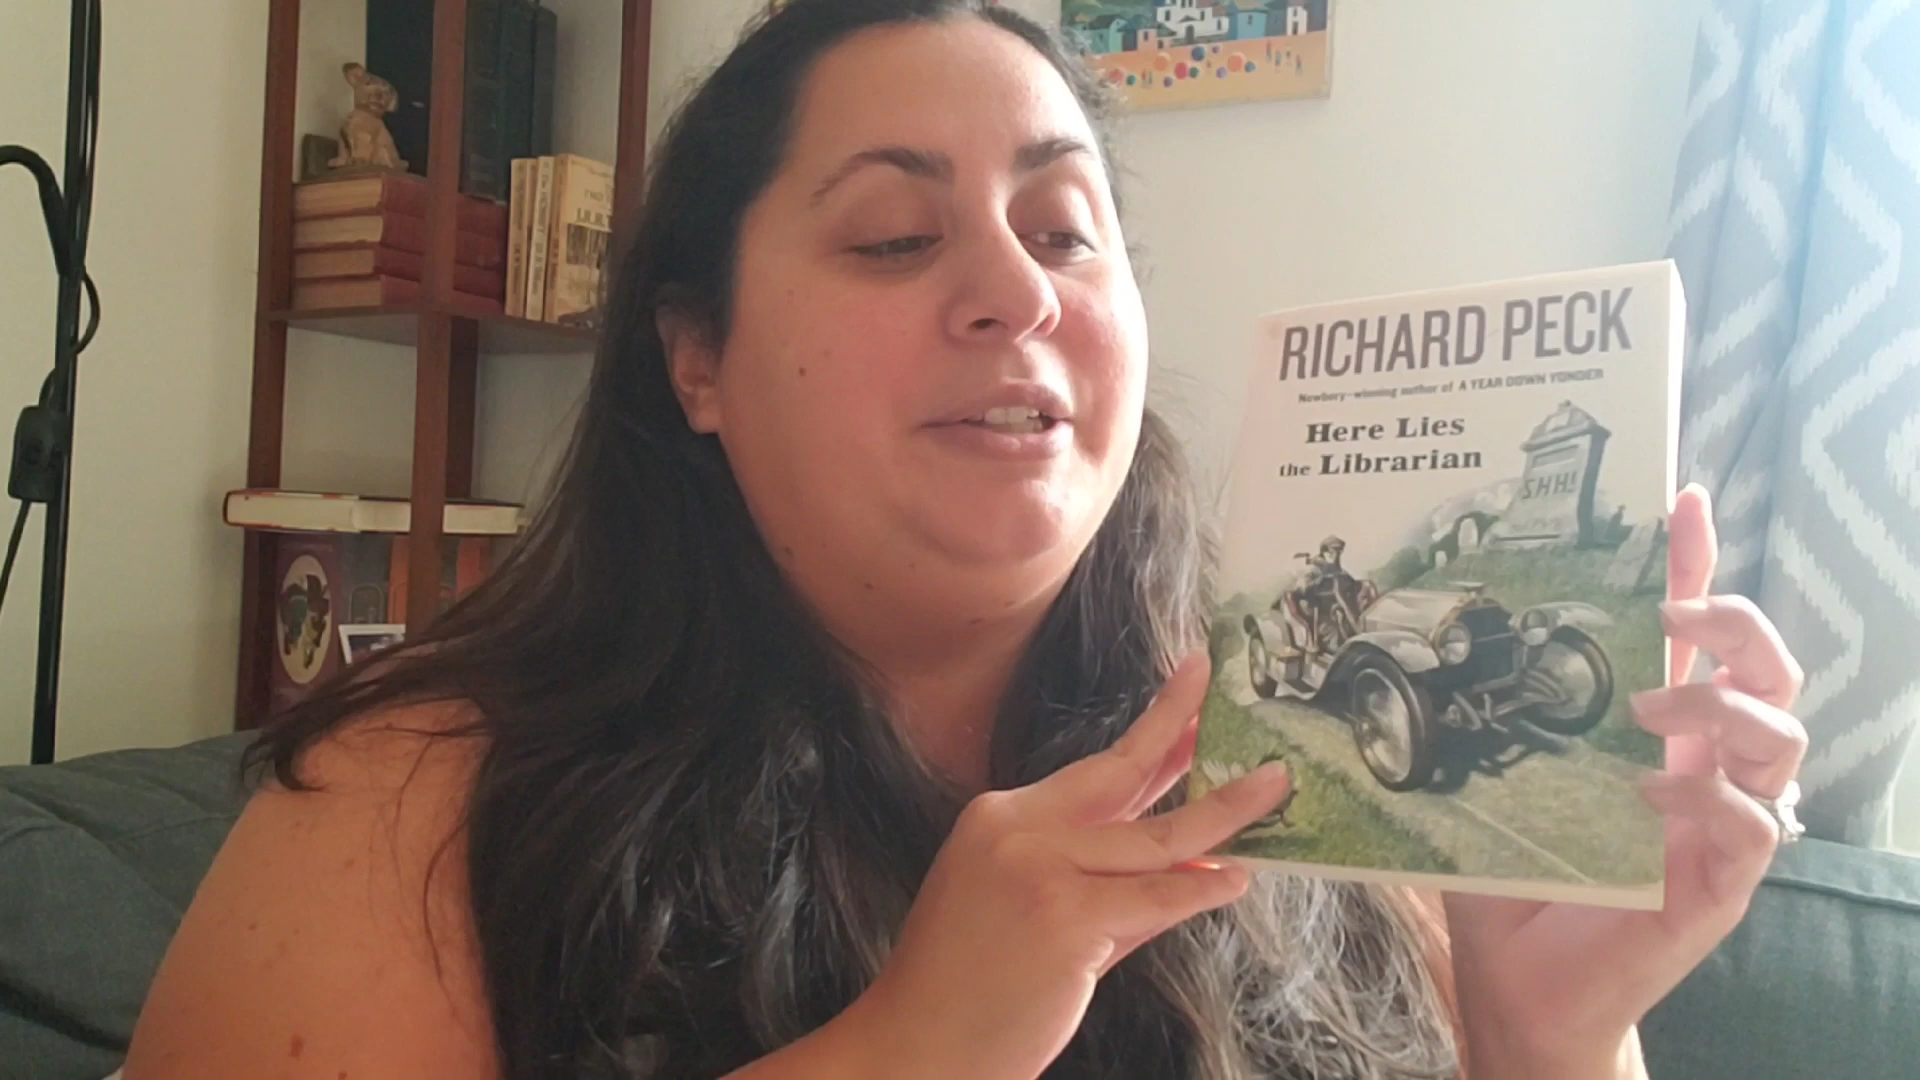 RICHARD PECK
Newbery-winning author of A YEAR DOWN YONDER
Here Lies
the Librarian
SHH!